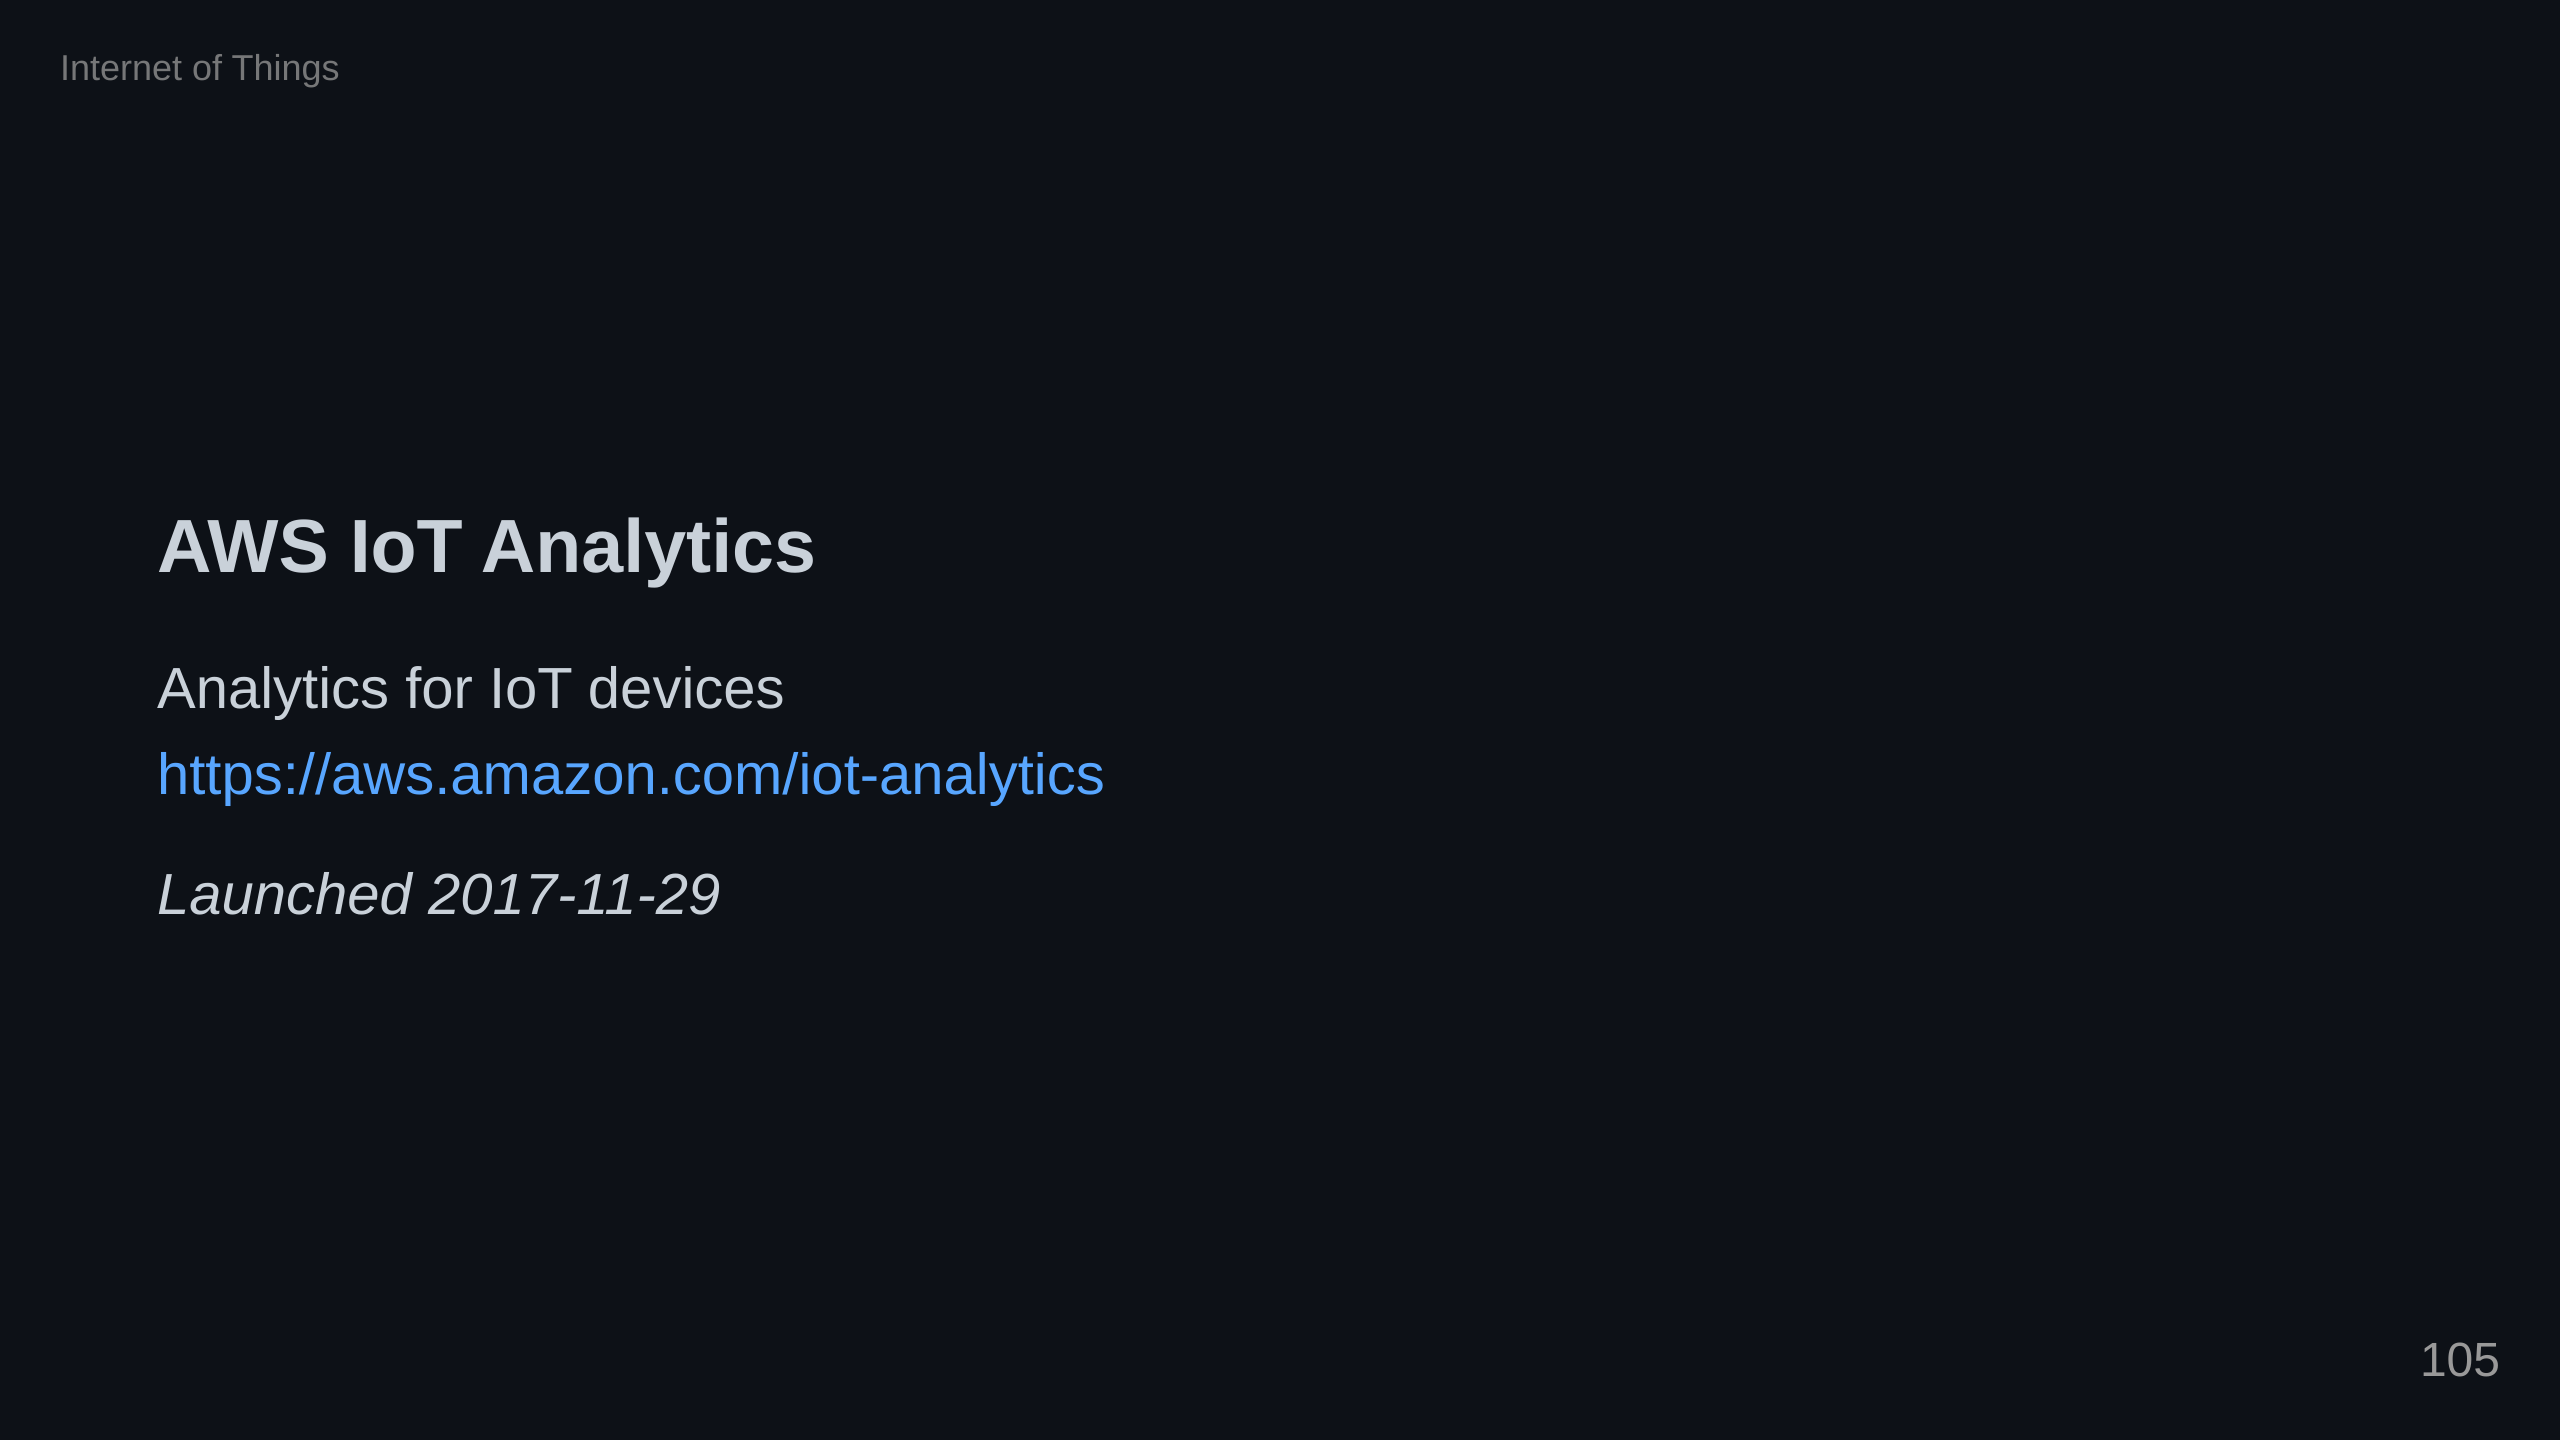 Internet of Things
AWS IoT Analytics
Analytics for IoT devices
https://aws.amazon.com/iot-analytics
Launched 2017-11-29
105